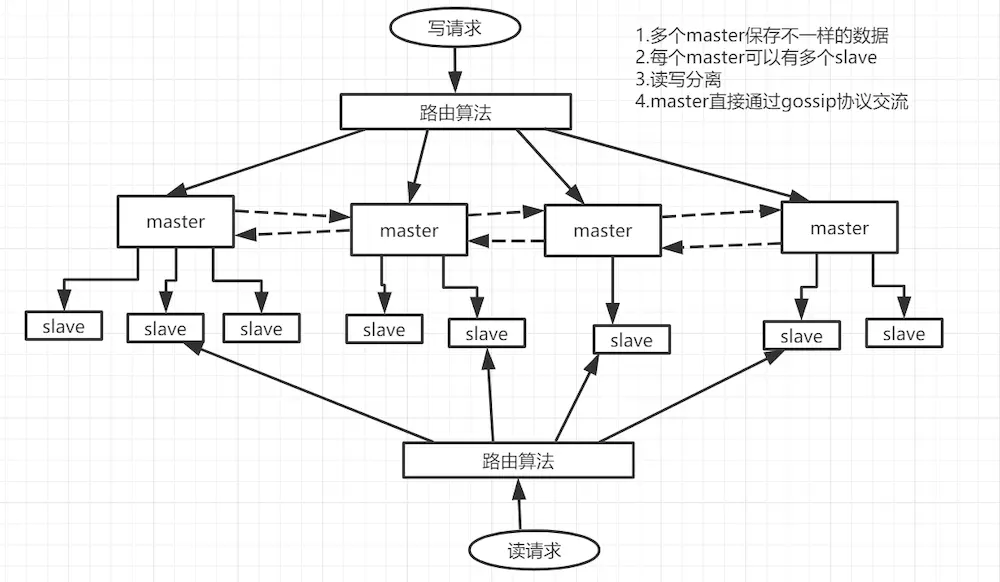 写请求
1.多个master保存不一样的数据
2.每个master可以有多个slave
3.读写分离
4.master直接通过gossip协议交流
路由算法
master
master
master
master
slave
slave
slave
slave
slave
slave
slave
slave
路由算法
读请求